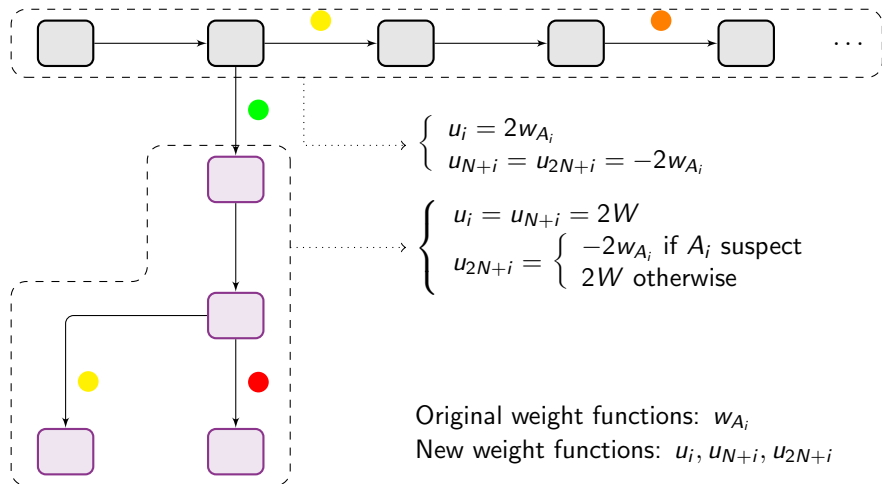 ...
{ u_i = 2w_{A_i}
u_{N+i} = u_{2N+i} = −2w_{A_i}
{ u_i = u_{N+i} = 2W
u_{2N+i} = { −2w_{A_i} if A_i suspect
2W otherwise
Original weight functions: w_{A_i}
New weight functions: u_i, u_{N+i}, u_{2N+i}